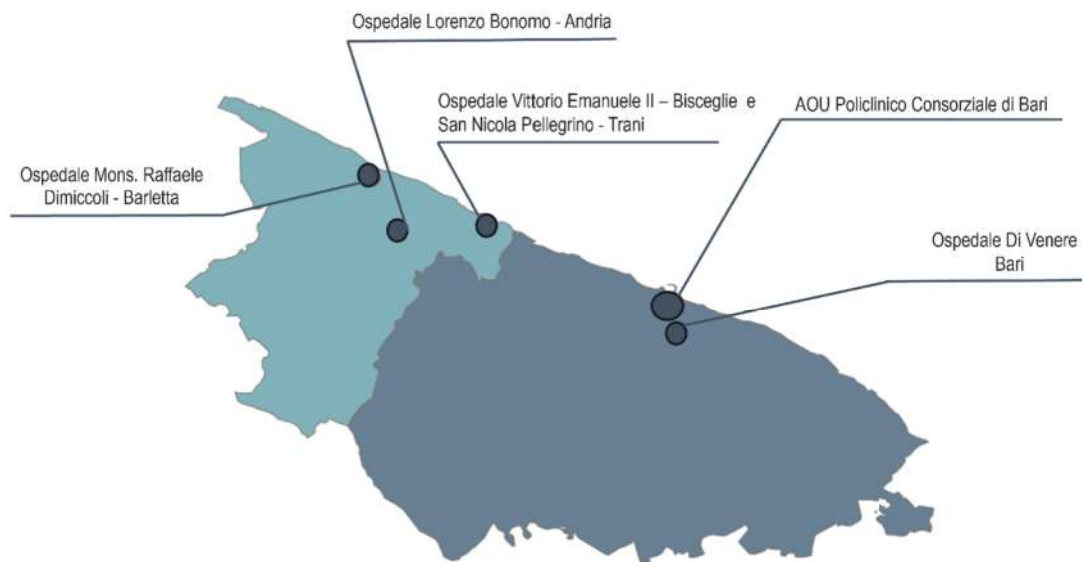 Ospedale Lorenzo Bonomo - Andria
Ospedale Vittorio Emanuele II – Bisceglie e
San Nicola Pellegrino - Trani
AOU Policlinico Consorziale di Bari
Ospedale Mons. Raffaele
Dimiccoli - Barletta
Ospedale Di Venere
Bari